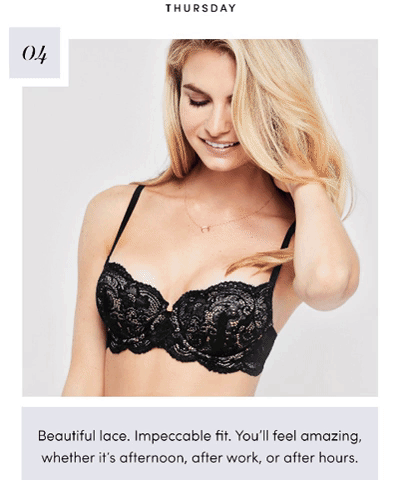 THURSDAY
04
Beautiful lace. Impeccable fit. You'll feel amazing,
whether it's afternoon, after work, or after hours.